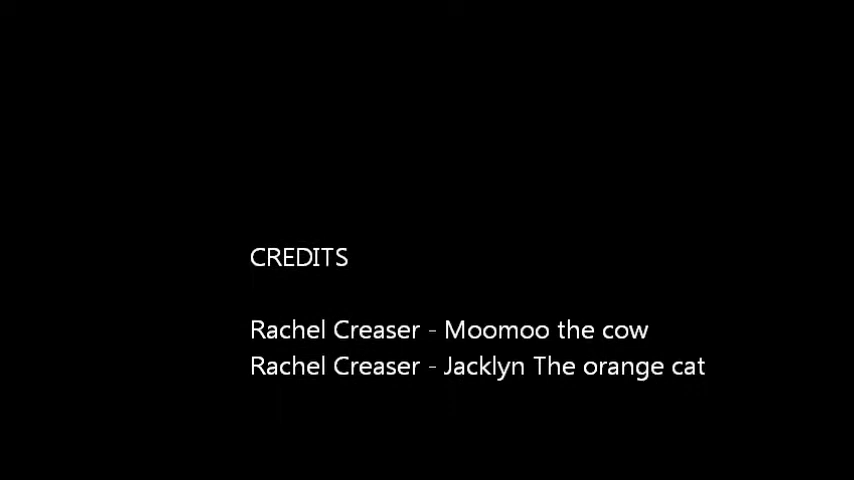 CREDITS
Rachel Creaser - Moomoo the cow
Rachel Creaser - Jacklyn The orange cat